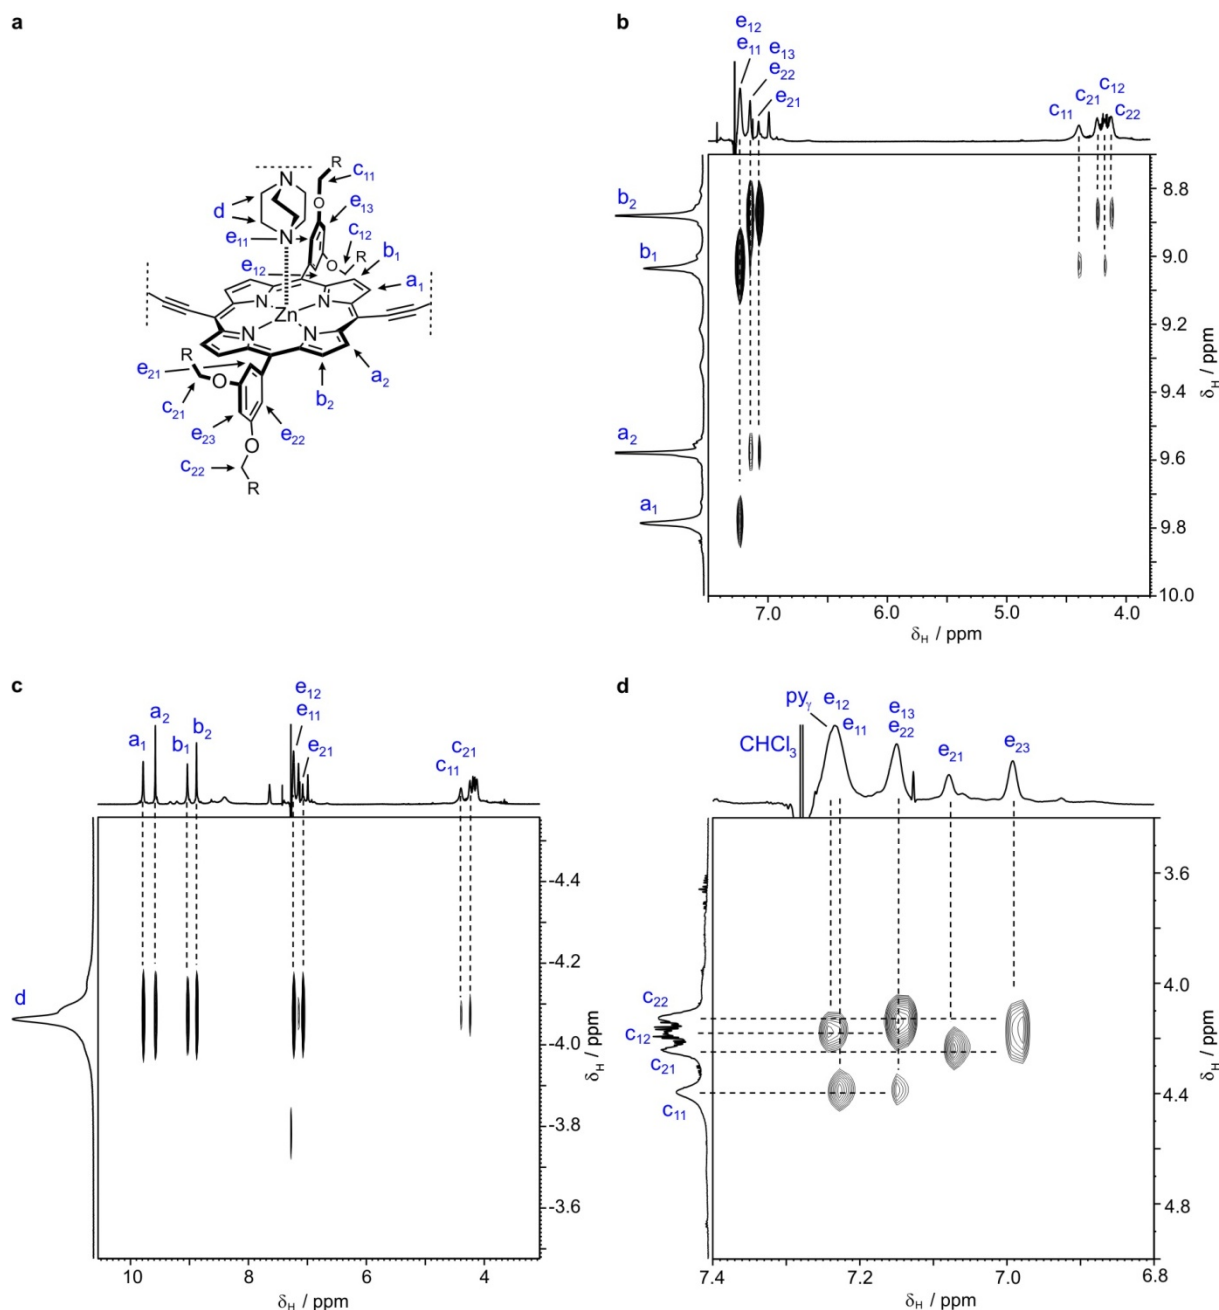 a
R
N
c₁₁
d
O
e₁₃
e₁₁
N
c₁₂
R
O
e₁₂
b₁
a₁
N
N
Zn
N
N
R
e₂₁
O
a₂
b₂
c₂₁
e₂₃
e₂₂
O
c₂₂
R
b
e₁₂
e₁₁
e₁₃
e₂₂
e₂₁
c₁₁
c₂₁
c₁₂
c₂₂
b₂
b₁
a₂
a₁
8.8
9.0
9.2
9.4
9.6
9.8
10.0
δH / ppm
7.0
6.0
5.0
4.0
δH / ppm
c
a₁
a₂
b₁
b₂
e₁₂
e₁₁
e₂₁
c₂₁
c₁₁
d
-4.4
-4.2
-4.0
-3.8
-3.6
δH / ppm
10
8
6
4
δH / ppm
d
pyγ
e₁₂
e₁₁
CHCl₃
e₁₃
e₂₂
e₂₁
e₂₃
c₂₂
c₁₂
c₂₁
c₁₁
3.6
4.0
4.4
4.8
δH / ppm
7.4
7.2
7.0
6.8
δH / ppm